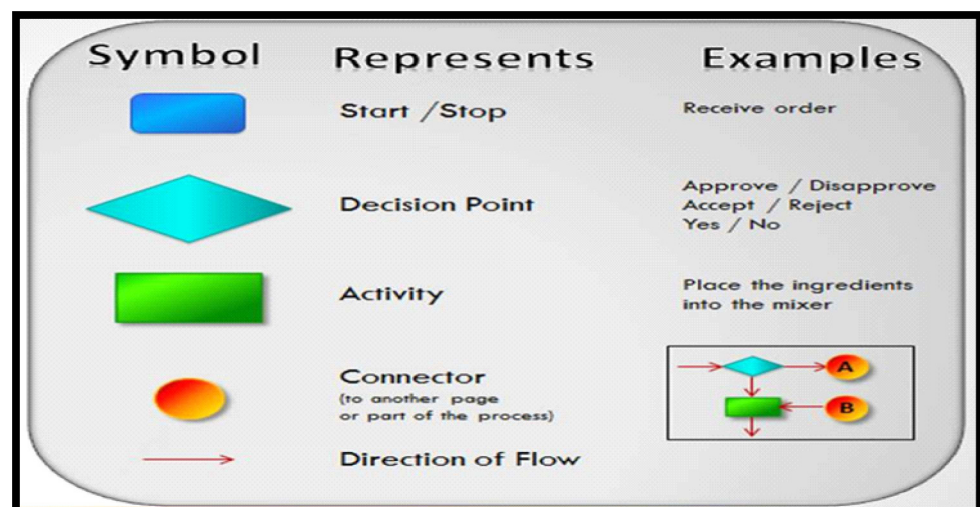 Symbol Represents Examples
Start /Stop Receive order
Decision Point Approve / Disapprove
Accept / Reject
Yes / No
Activity Place the ingredients
into the mixer
Connector
(to another page
or part of the process)
A
B
Direction of Flow